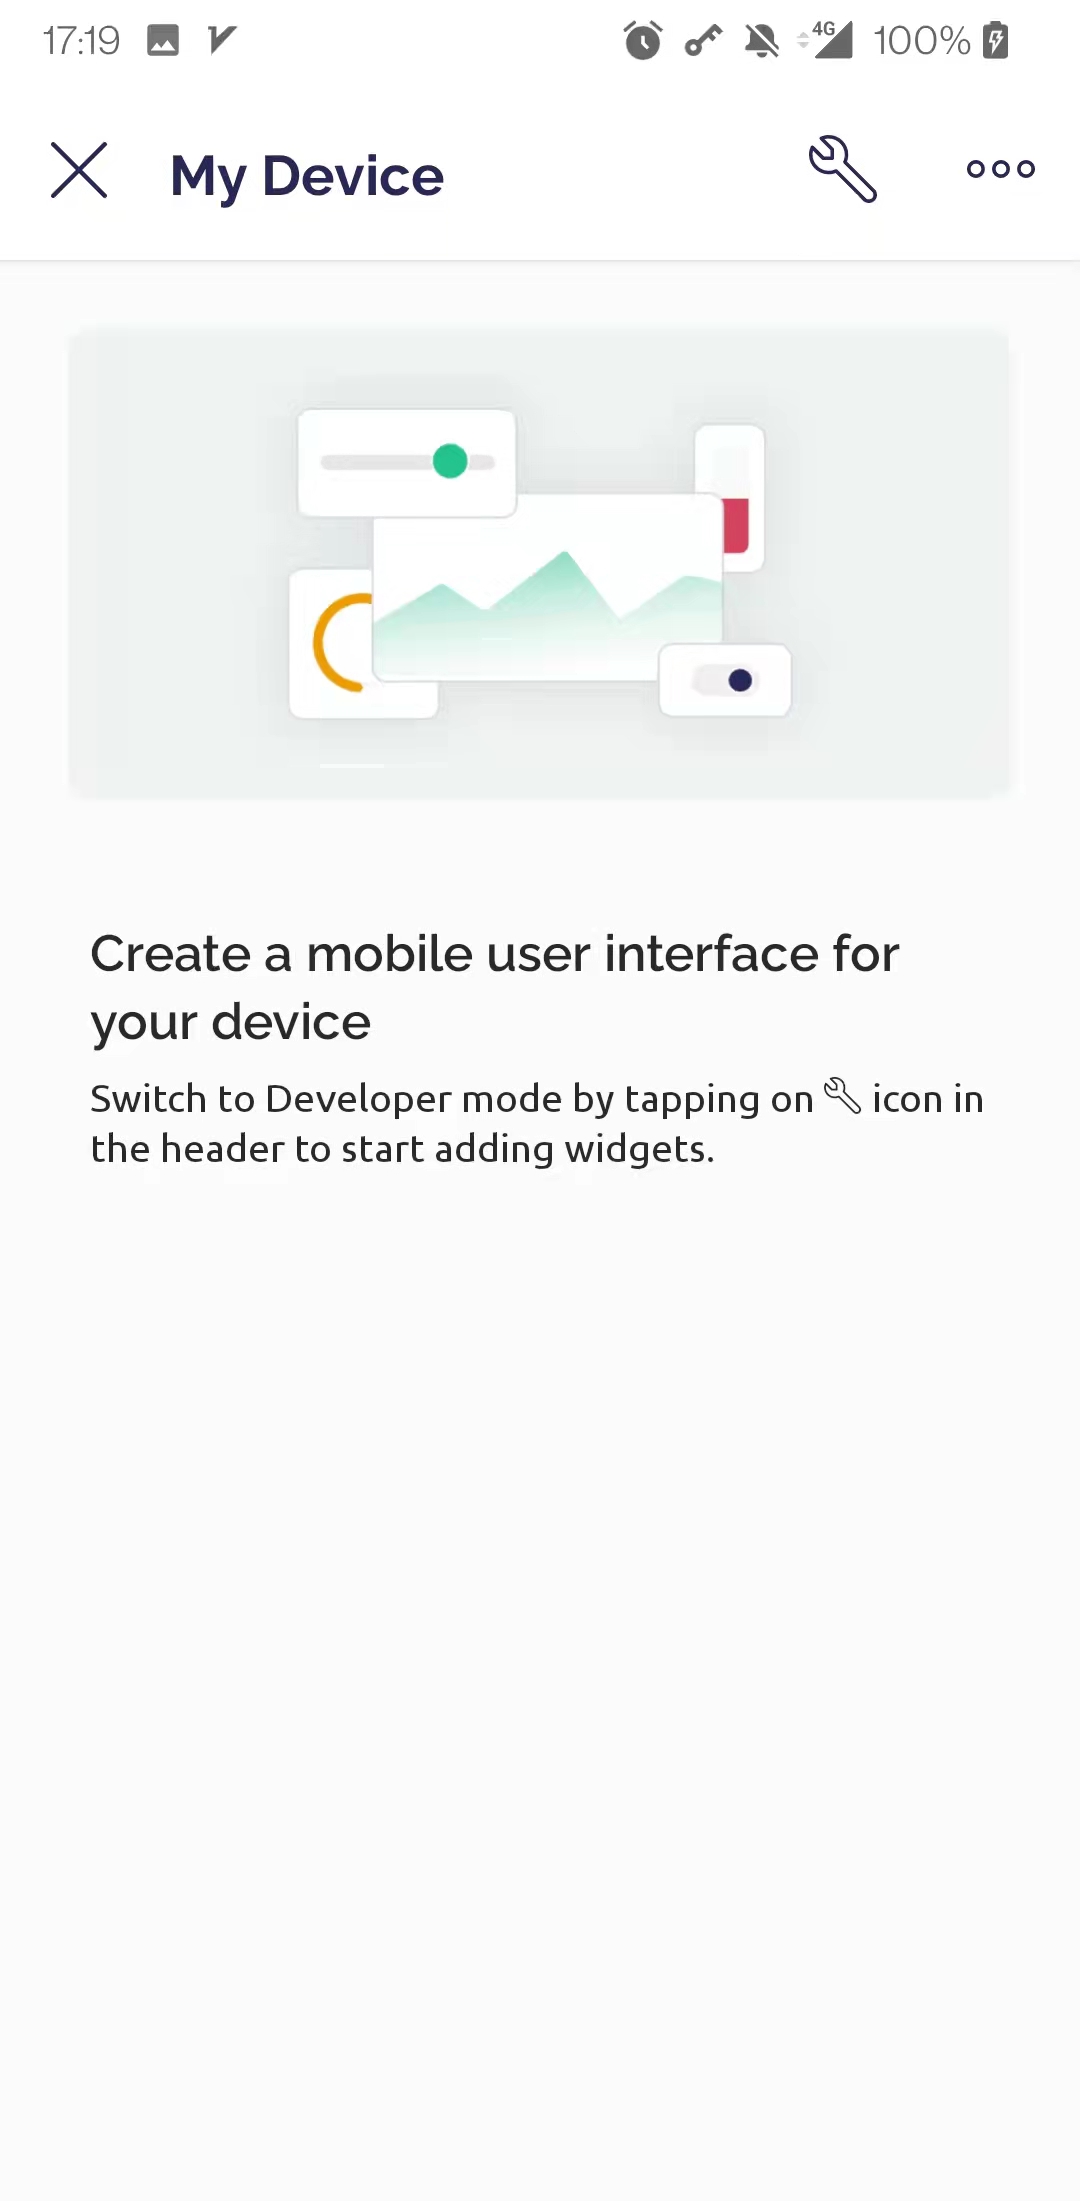 17:19
4G
100%
My Device
Create a mobile user interface for
your device
Switch to Developer mode by tapping on icon in
the header to start adding widgets.